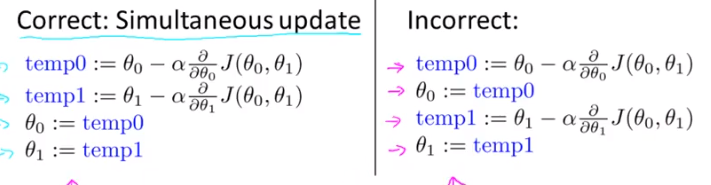 Correct: Simultaneous update
temp0 := θ₀ − α ∂/∂θ₀ J(θ₀, θ₁)
temp1 := θ₁ − α ∂/∂θ₁ J(θ₀, θ₁)
θ₀ := temp0
θ₁ := temp1
Incorrect:
temp0 := θ₀ − α ∂/∂θ₀ J(θ₀, θ₁)
θ₀ := temp0
temp1 := θ₁ − α ∂/∂θ₁ J(θ₀, θ₁)
θ₁ := temp1